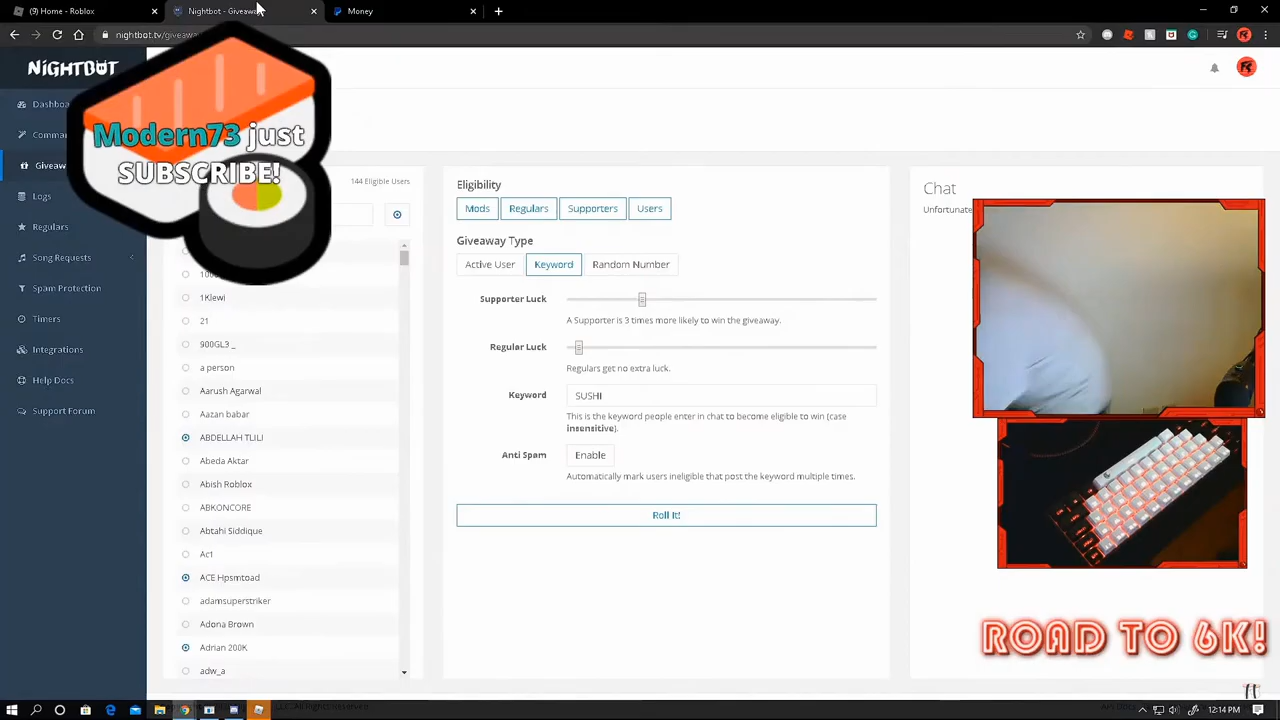 (9) Home - Roblox
Nightbot - Giveaw
Money
nightbot.tv/giveaw
NIGHTBOT
Modern73 just
SUBSCRIBE!
Dashbo
Comma
Giveaw
Logs
Regulars
Song Requests
Spam Protection
Timers
Integrations
Help Docs
Support Forum
144 Eligible Users
100
1Klewi
21
900GL3 _
a person
Aarush Agarwal
Aazan babar
ABDELLAH TLILI
Abeda Aktar
Abish Roblox
ABKONCORE
Abtahi Siddique
Ac1
ACE Hpsmtoad
adamsuperstriker
Adona Brown
Adrian 200K
adw_a
Eligibility
Mods Regulars Supporters Users
Giveaway Type
Active User Keyword Random Number
Supporter Luck
A Supporter is 3 times more likely to win the giveaway.
Regular Luck
Regulars get no extra luck.
Keyword SUSHI
This is the keyword people enter in chat to become eligible to win (case
insensitive).
Anti Spam Enable
Automatically mark users ineligible that post the keyword multiple times.
Roll It!
Chat
Unfortunate
ROAD TO 6K!
12:14 PM